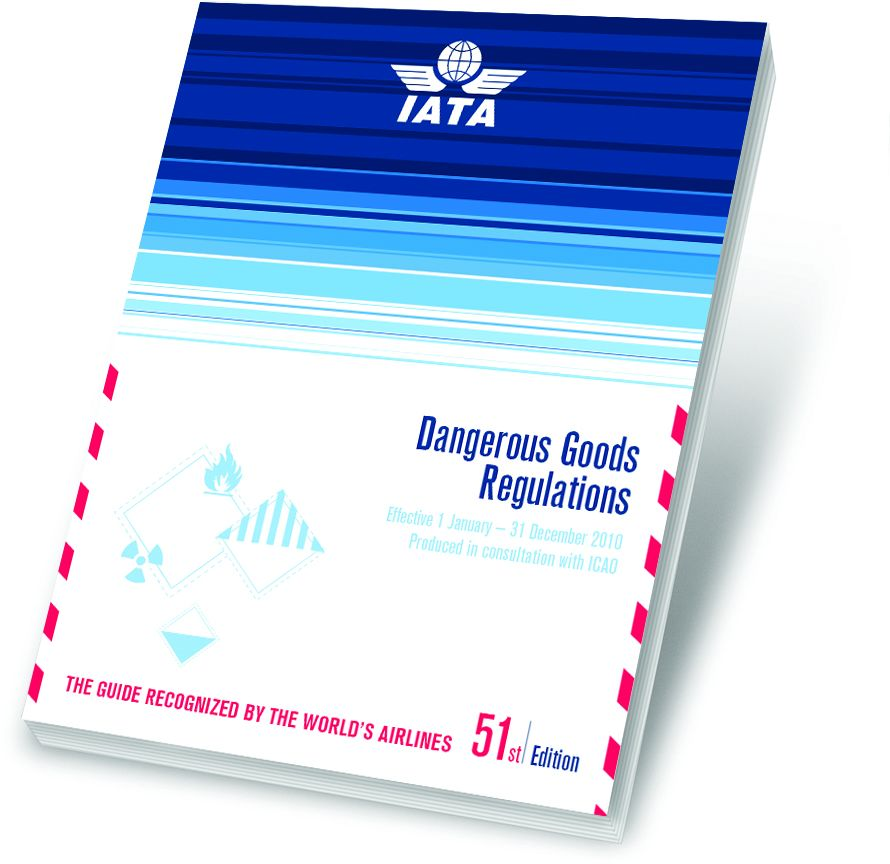 IATA
Dangerous Goods
Regulations
Effective 1 January – 31 December 2010
Produced in consultation with ICAO
THE GUIDE RECOGNIZED BY THE WORLD'S AIRLINES
51st Edition